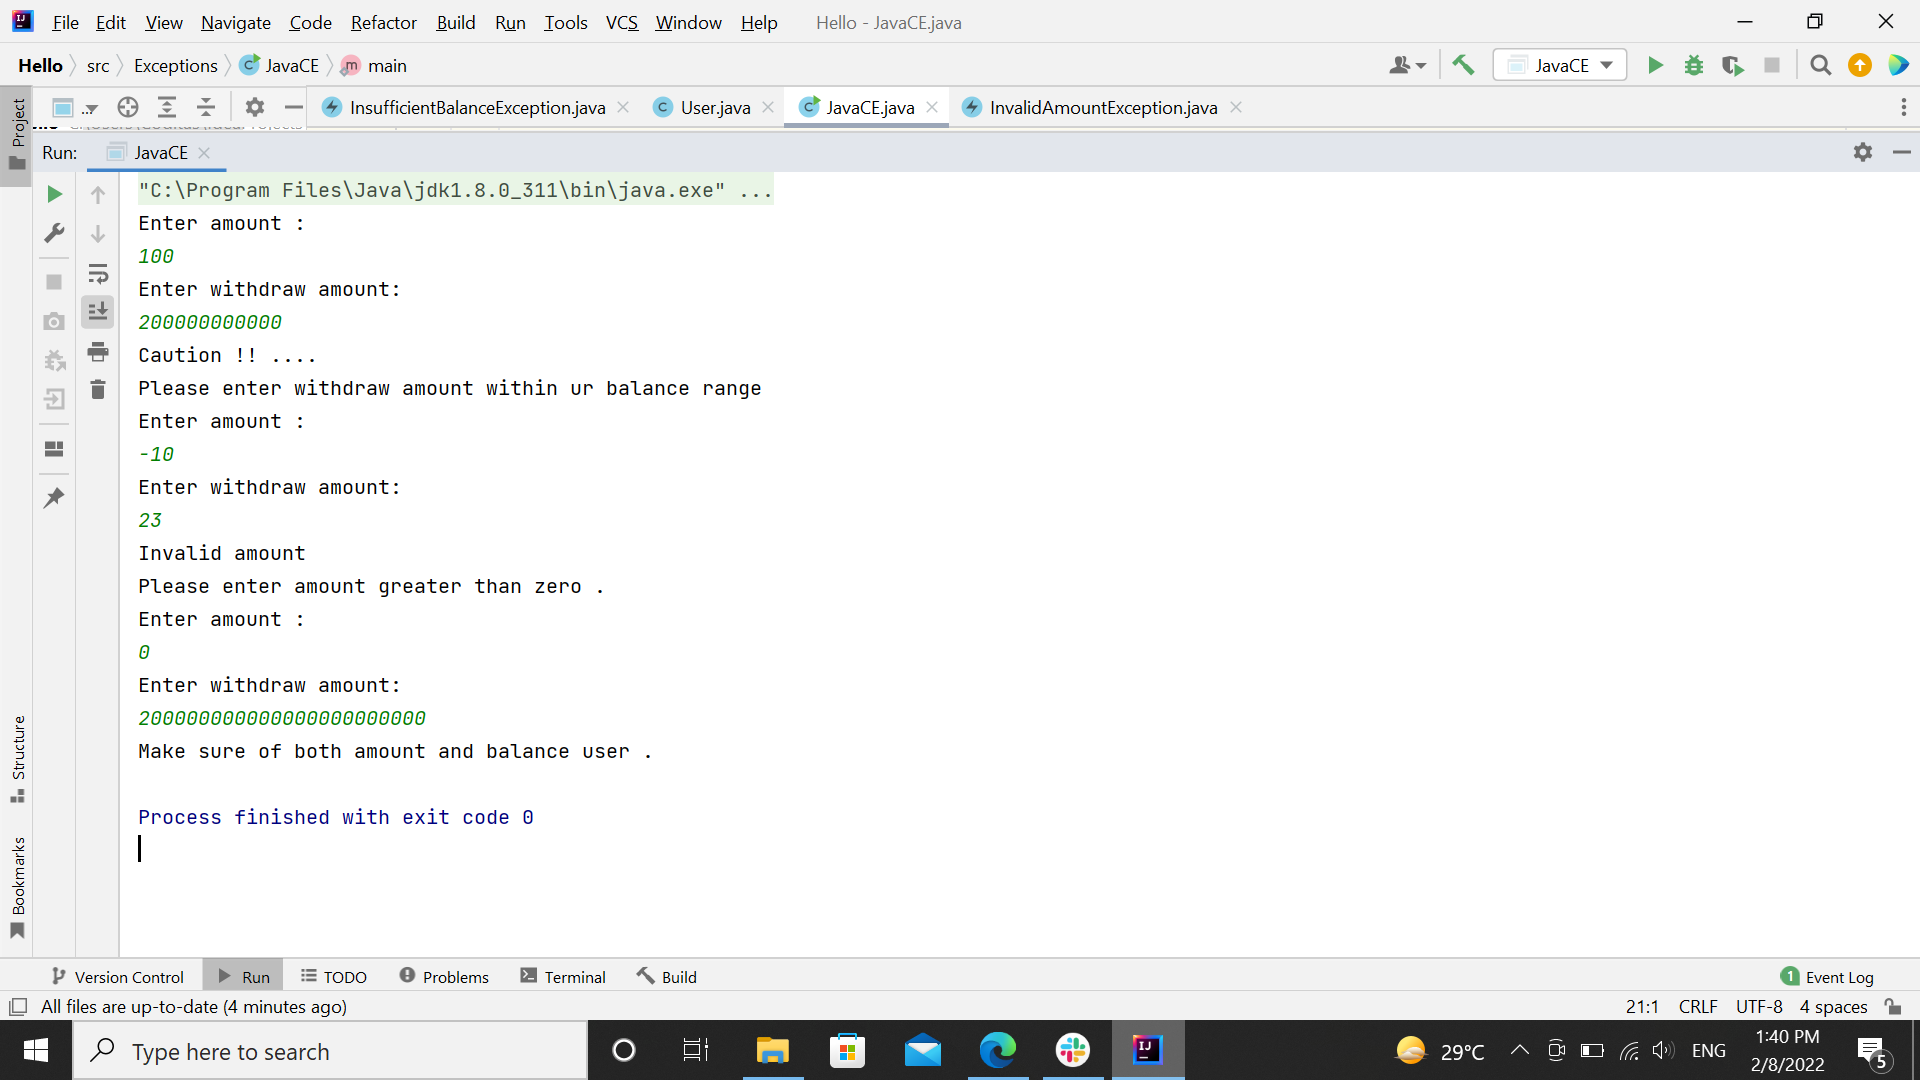 File Edit View Navigate Code Refactor Build Run Tools VCS Window Help Hello - JavaCE.java
Hello src Exceptions JavaCE main JavaCE
... InsufficientBalanceException.java User.java JavaCE.java InvalidAmountException.java
Project
Run: JavaCE
"C:\Program Files\Java\jdk1.8.0_311\bin\java.exe" ...
Enter amount :
100
Enter withdraw amount:
200000000000
Caution !! ....
Please enter withdraw amount within ur balance range
Enter amount :
-10
Enter withdraw amount:
23
Invalid amount
Please enter amount greater than zero .
Enter amount :
0
Enter withdraw amount:
200000000000000000000000
Make sure of both amount and balance user .
Process finished with exit code 0
Structure
Bookmarks
Version Control Run TODO Problems Terminal Build 1 Event Log
All files are up-to-date (4 minutes ago) 21:1 CRLF UTF-8 4 spaces
Type here to search 29°C ENG 1:40 PM
2/8/2022 5